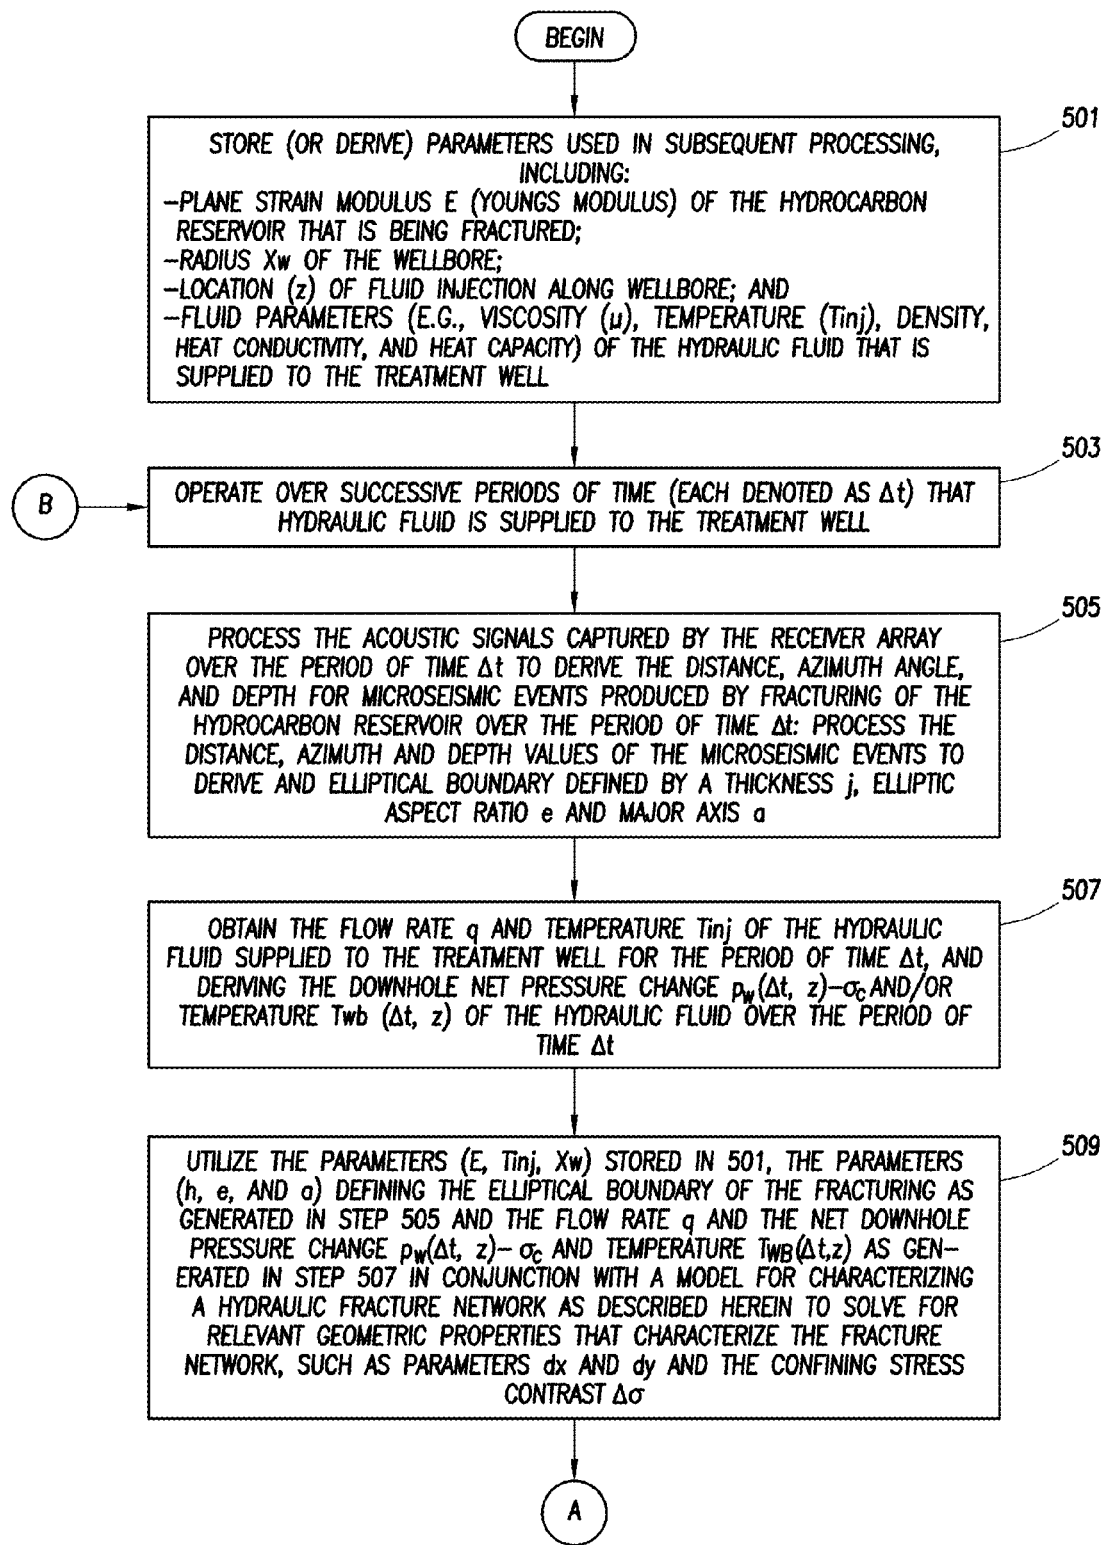 BEGIN
501
STORE (OR DERIVE) PARAMETERS USED IN SUBSEQUENT PROCESSING,
INCLUDING:
-PLANE STRAIN MODULUS E (YOUNGS MODULUS) OF THE HYDROCARBON
RESERVOIR THAT IS BEING FRACTURED;
-RADIUS Xw OF THE WELLBORE;
-LOCATION (z) OF FLUID INJECTION ALONG WELLBORE; AND
-FLUID PARAMETERS (E.G., VISCOSITY (μ), TEMPERATURE (Tinj), DENSITY,
HEAT CONDUCTIVITY, AND HEAT CAPACITY) OF THE HYDRAULIC FLUID THAT IS
SUPPLIED TO THE TREATMENT WELL
503
B
OPERATE OVER SUCCESSIVE PERIODS OF TIME (EACH DENOTED AS Δt) THAT
HYDRAULIC FLUID IS SUPPLIED TO THE TREATMENT WELL
505
PROCESS THE ACOUSTIC SIGNALS CAPTURED BY THE RECEIVER ARRAY
OVER THE PERIOD OF TIME Δt TO DERIVE THE DISTANCE, AZIMUTH ANGLE,
AND DEPTH FOR MICROSEISMIC EVENTS PRODUCED BY FRACTURING OF THE
HYDROCARBON RESERVOIR OVER THE PERIOD OF TIME Δt: PROCESS THE
DISTANCE, AZIMUTH AND DEPTH VALUES OF THE MICROSEISMIC EVENTS TO
DERIVE AND ELLIPTICAL BOUNDARY DEFINED BY A THICKNESS j, ELLIPTIC
ASPECT RATIO e AND MAJOR AXIS a
507
OBTAIN THE FLOW RATE q AND TEMPERATURE Tinj OF THE HYDRAULIC
FLUID SUPPLIED TO THE TREATMENT WELL FOR THE PERIOD OF TIME Δt, AND
DERIVING THE DOWNHOLE NET PRESSURE CHANGE pw(Δt, z)-σc AND/OR
TEMPERATURE Twb (Δt, z) OF THE HYDRAULIC FLUID OVER THE PERIOD OF
TIME Δt
509
UTILIZE THE PARAMETERS (E, Tinj, Xw) STORED IN 501, THE PARAMETERS
(h, e, AND a) DEFINING THE ELLIPTICAL BOUNDARY OF THE FRACTURING AS
GENERATED IN STEP 505 AND THE FLOW RATE q AND THE NET DOWNHOLE
PRESSURE CHANGE pw(Δt, z)- σc AND TEMPERATURE TWB(Δt,z) AS GEN-
ERATED IN STEP 507 IN CONJUNCTION WITH A MODEL FOR CHARACTERIZING
A HYDRAULIC FRACTURE NETWORK AS DESCRIBED HEREIN TO SOLVE FOR
RELEVANT GEOMETRIC PROPERTIES THAT CHARACTERIZE THE FRACTURE
NETWORK, SUCH AS PARAMETERS dx AND dy AND THE CONFINING STRESS
CONTRAST Δσ
A